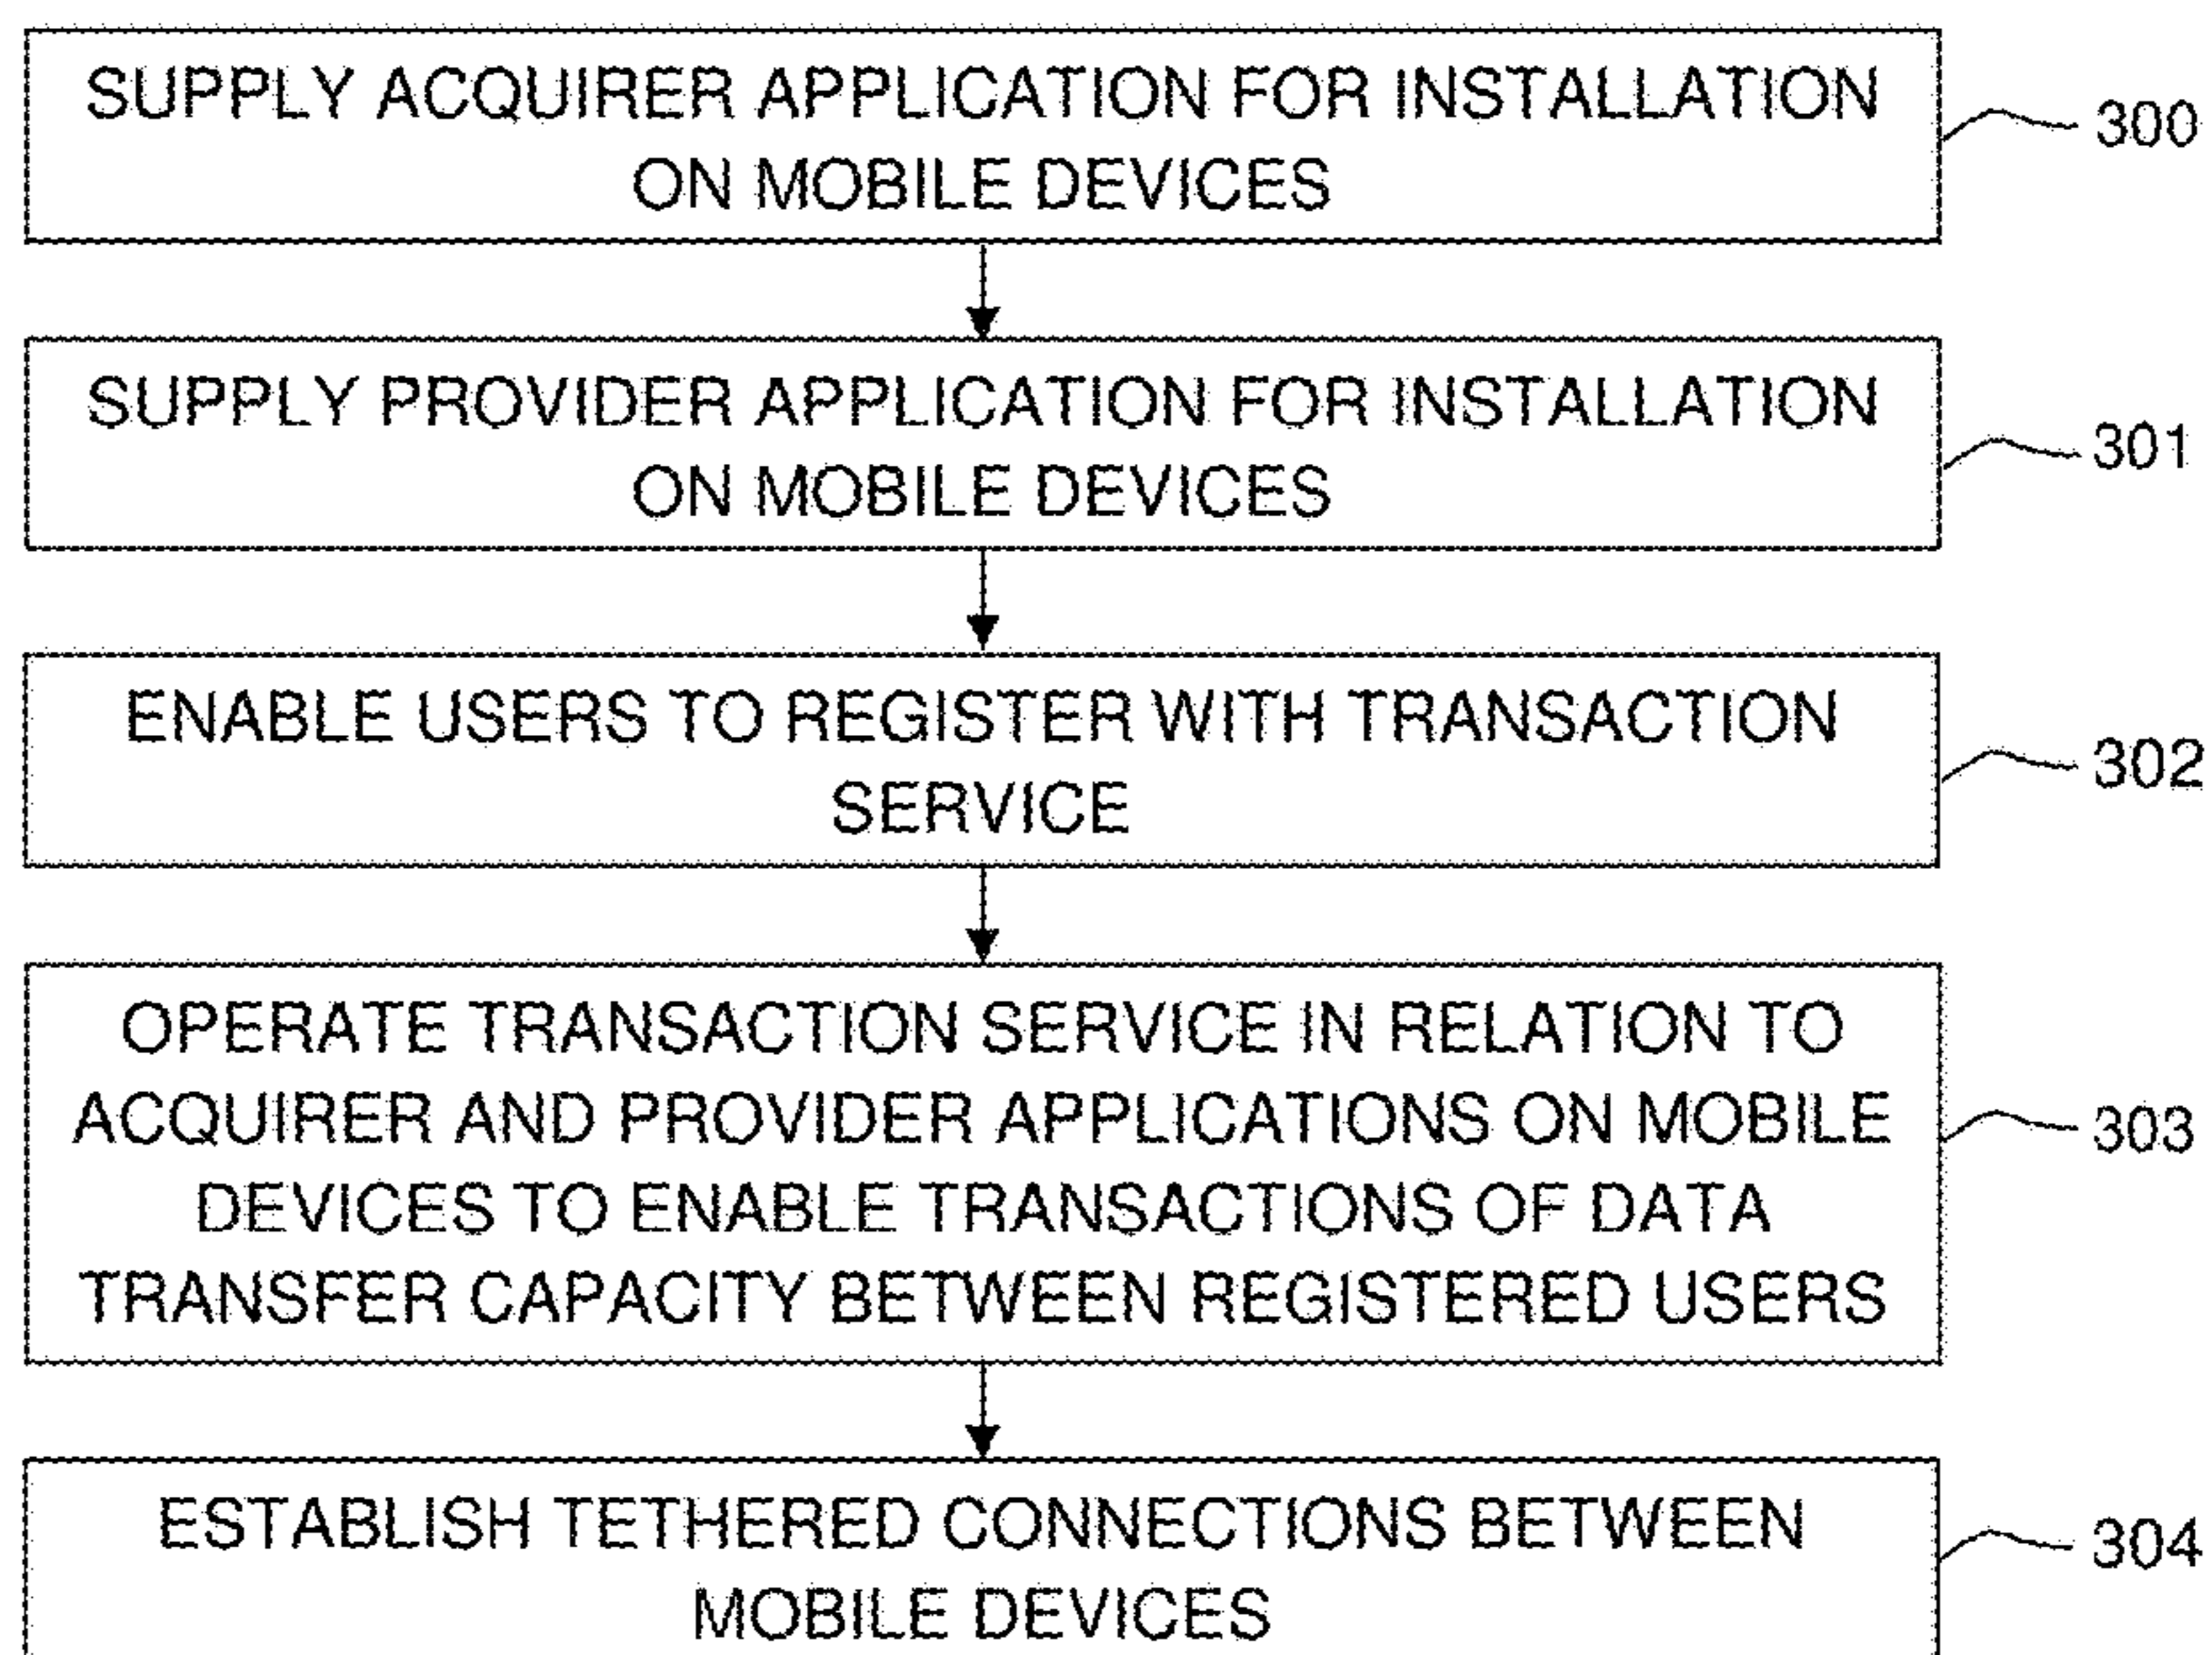 SUPPLY ACQUIRER APPLICATION FOR INSTALLATION
ON MOBILE DEVICES
300
SUPPLY PROVIDER APPLICATION FOR INSTALLATION
ON MOBILE DEVICES
301
ENABLE USERS TO REGISTER WITH TRANSACTION
SERVICE
302
OPERATE TRANSACTION SERVICE IN RELATION TO
ACQUIRER AND PROVIDER APPLICATIONS ON MOBILE
DEVICES TO ENABLE TRANSACTIONS OF DATA
TRANSFER CAPACITY BETWEEN REGISTERED USERS
303
ESTABLISH TETHERED CONNECTIONS BETWEEN
MOBILE DEVICES
304